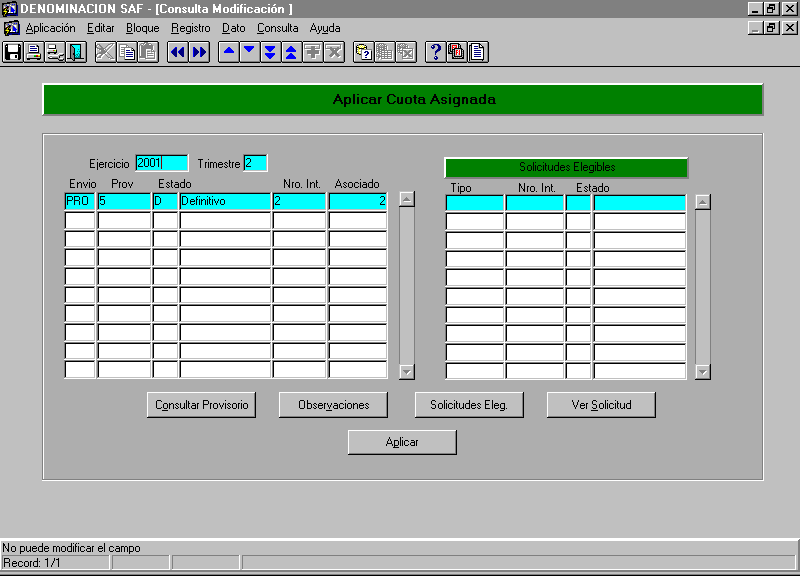 DENOMINACION SAF - [Consulta Modificación ]
Aplicación Editar Bloque Registro Dato Consulta Ayuda
Aplicar Cuota Asignada
Ejercicio 2001 Trimestre 2
Solicitudes Elegibles
Envio Prov Estado Nro. Int. Asociado
Tipo Nro. Int. Estado
PRO 5 D Definitivo 2 2
Consultar Provisorio Observaciones Solicitudes Eleg. Ver Solicitud
Aplicar
No puede modificar el campo
Record: 1/1